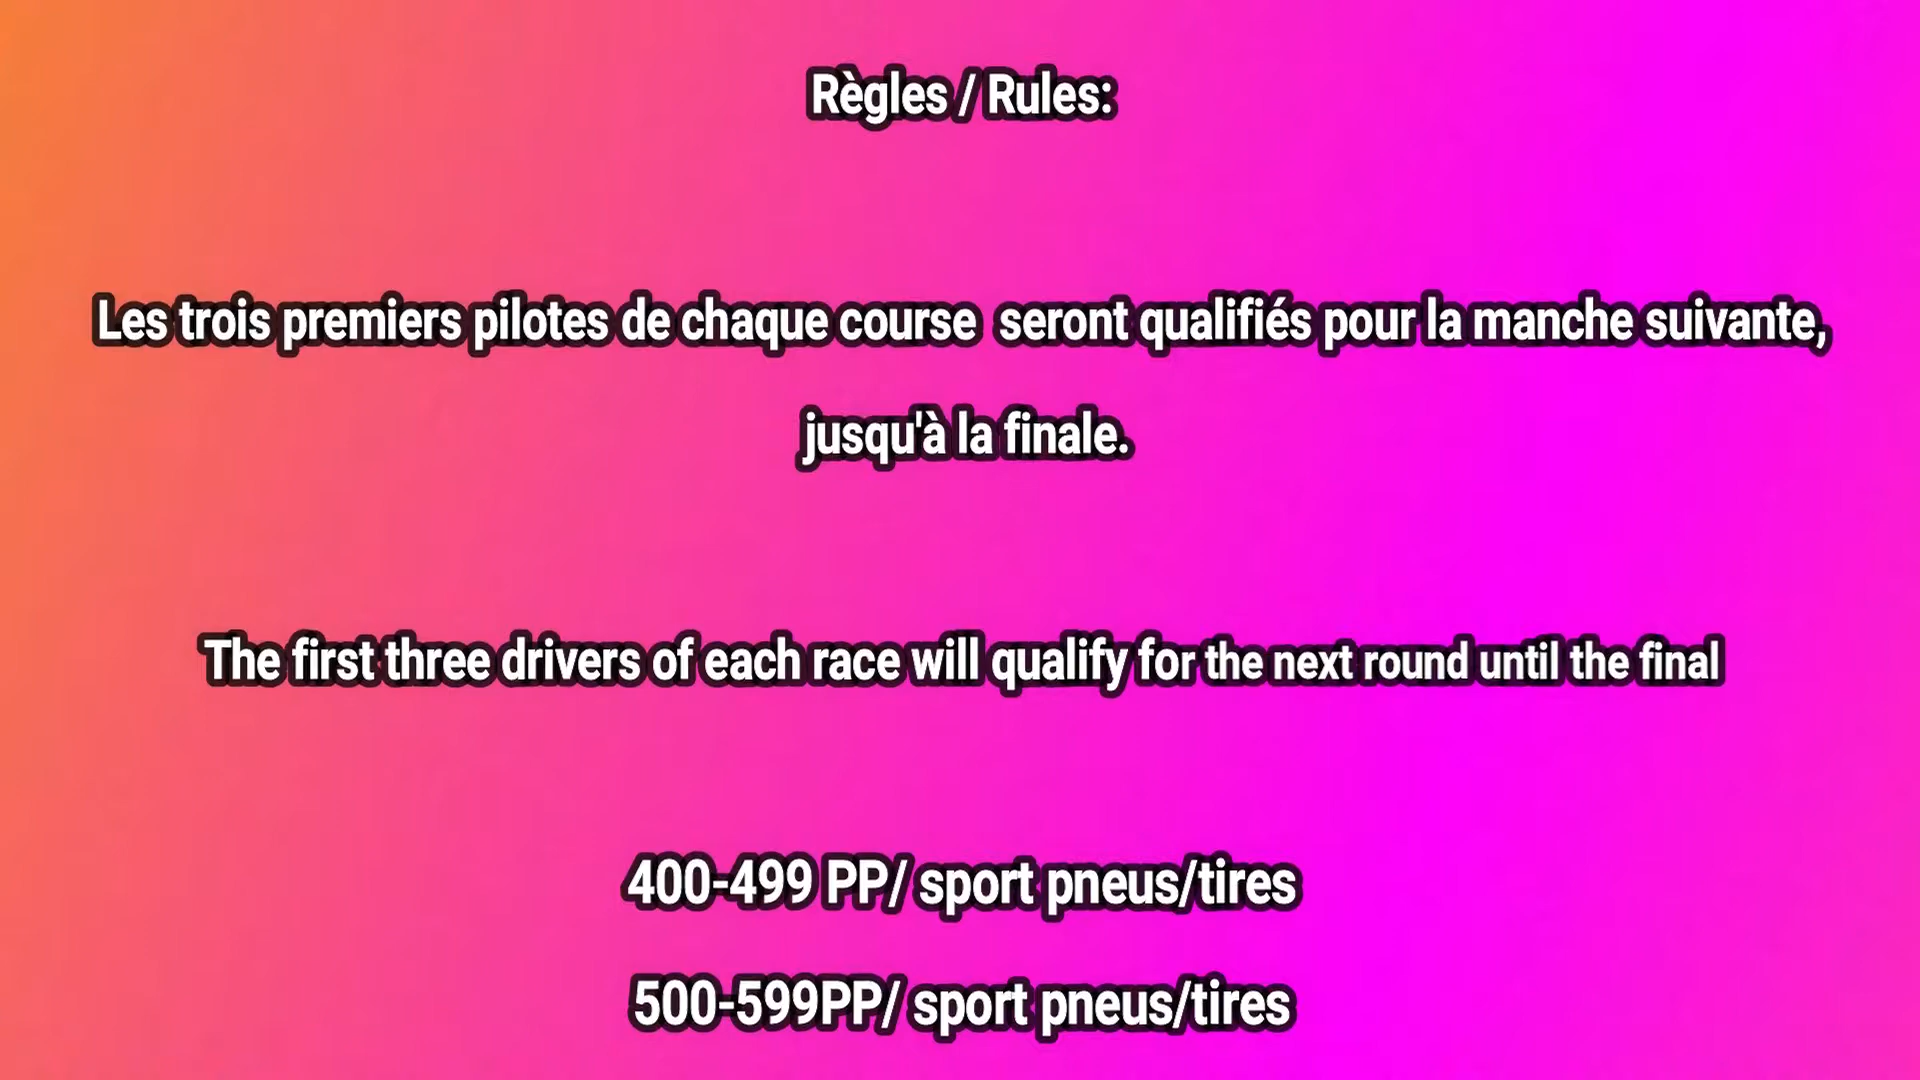 Règles / Rules:
Les trois premiers pilotes de chaque course  seront qualifiés pour la manche suivante,
jusqu'à la finale.
The first three drivers of each race will qualify for the next round until the final
400-499 PP/ sport pneus/tires
500-599PP/ sport pneus/tires